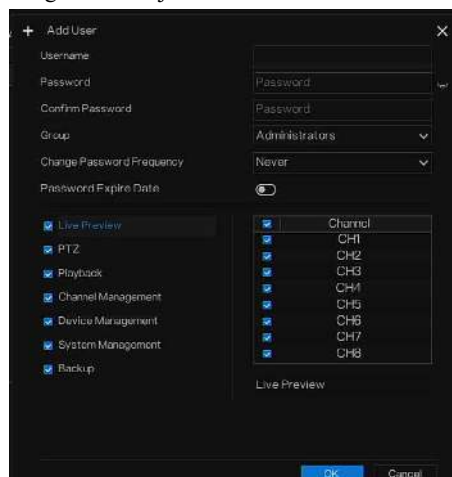 + Add User ×
Username
Password Password
Confirm Password Password
Group Administrators
Change Password Frequency Never
Password Expire Date
Live Preview
PTZ
Playback
Channel Management
Device Management
System Management
Backup
Channel
CH1
CH2
CH3
CH4
CH5
CH6
CH7
CH8
Live Preview
OK Cancel